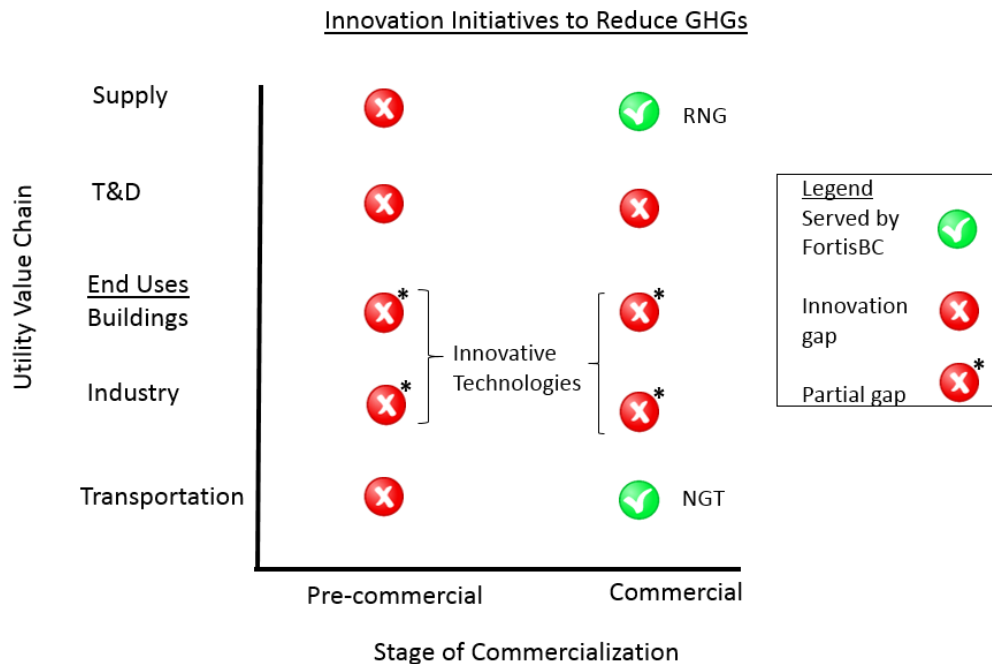 Innovation Initiatives to Reduce GHGs
Supply
RNG
T&D
Utility Value Chain
End Uses
Buildings
*
*
Innovative
Technologies
Industry
*
*
Transportation
NGT
Pre-commercial
Commercial
Stage of Commercialization
Legend
Served by
FortisBC
Innovation
gap
Partial gap
*